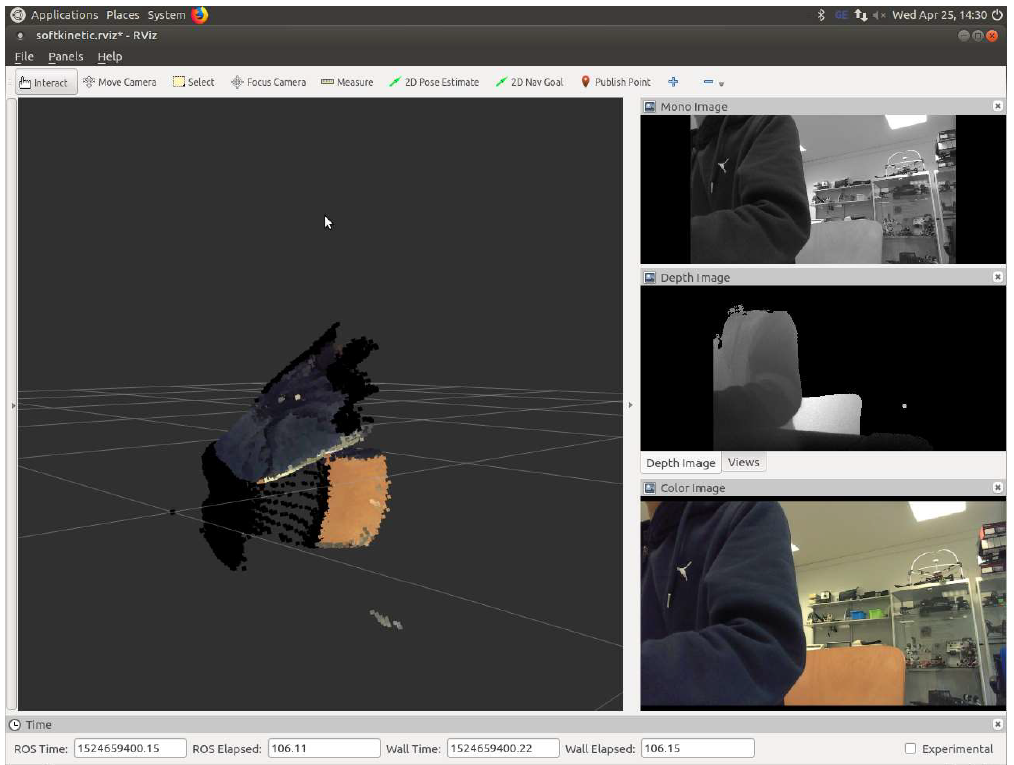 Applications Places System GE Wed Apr 25, 14:30
softkinetic.rviz* - RViz
File Panels Help
Interact Move Camera Select Focus Camera Measure 2D Pose Estimate 2D Nav Goal Publish Point
Mono Image
Depth Image
Depth Image Views
Color Image
Time
ROS Time: 1524659400.15 ROS Elapsed: 106.11 Wall Time: 1524659400.22 Wall Elapsed: 106.15 Experimental